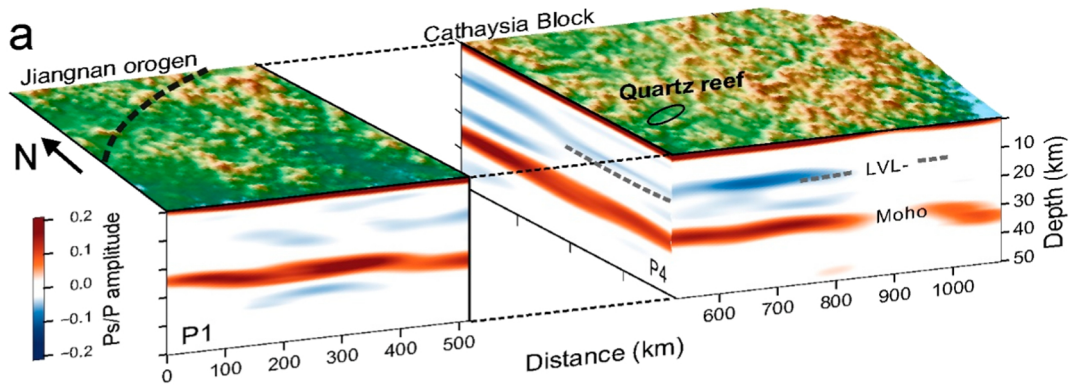 a
Cathaysia Block
Jiangnan orogen
Quartz reef
N
10
20
30
40
50
Depth (km)
LVL-
Moho
0.2
0.1
0.0
−0.1
−0.2
Ps/P amplitude
P1
P4
0 100 200 300 400 500
600 700 800 900 1000
Distance (km)